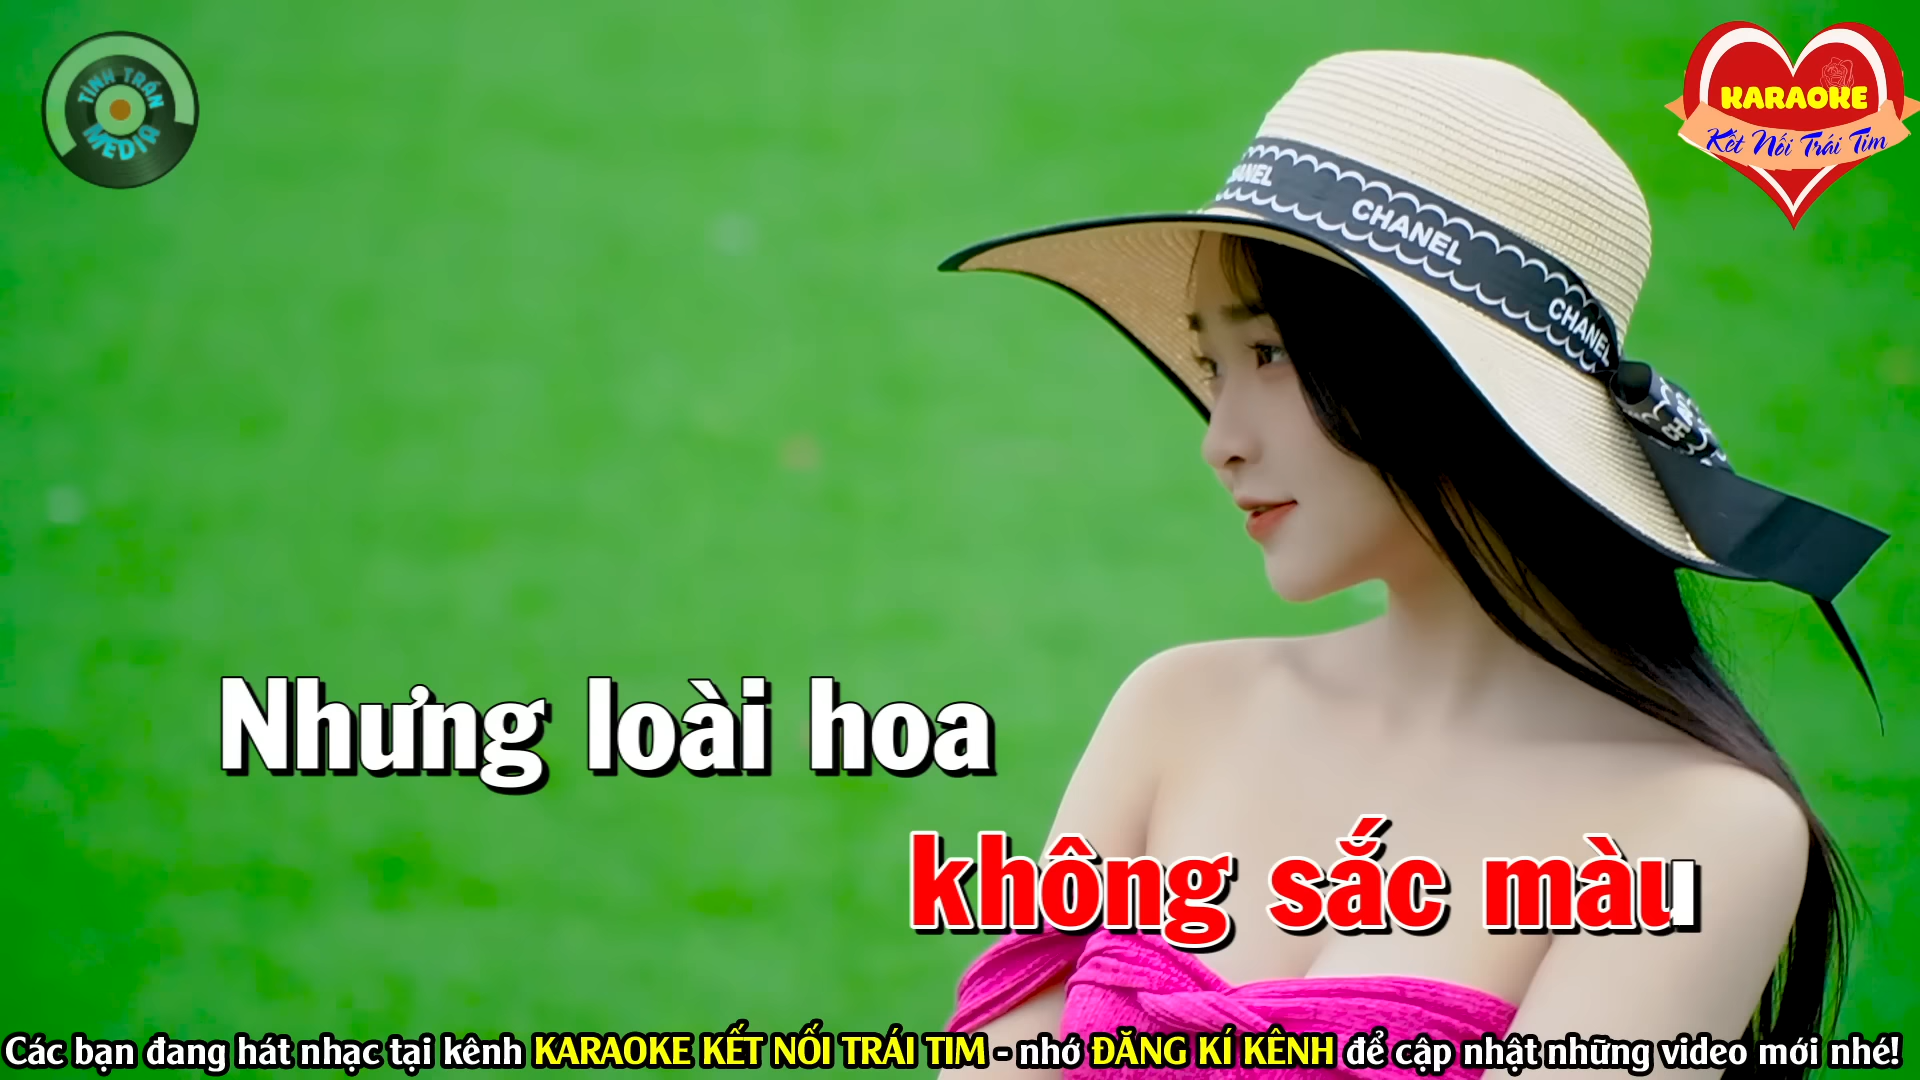 TÌNH TRẦN
MEDIA
KARAOKE
Kết Nối Trái Tim
CHANEL
CHANEL
Nhưng loài hoa
không sắc màu
Các bạn đang hát nhạc tại kênh KARAOKE KẾT NỐI TRÁI TIM - nhớ ĐĂNG KÍ KÊNH để cập nhật những video mới nhé!